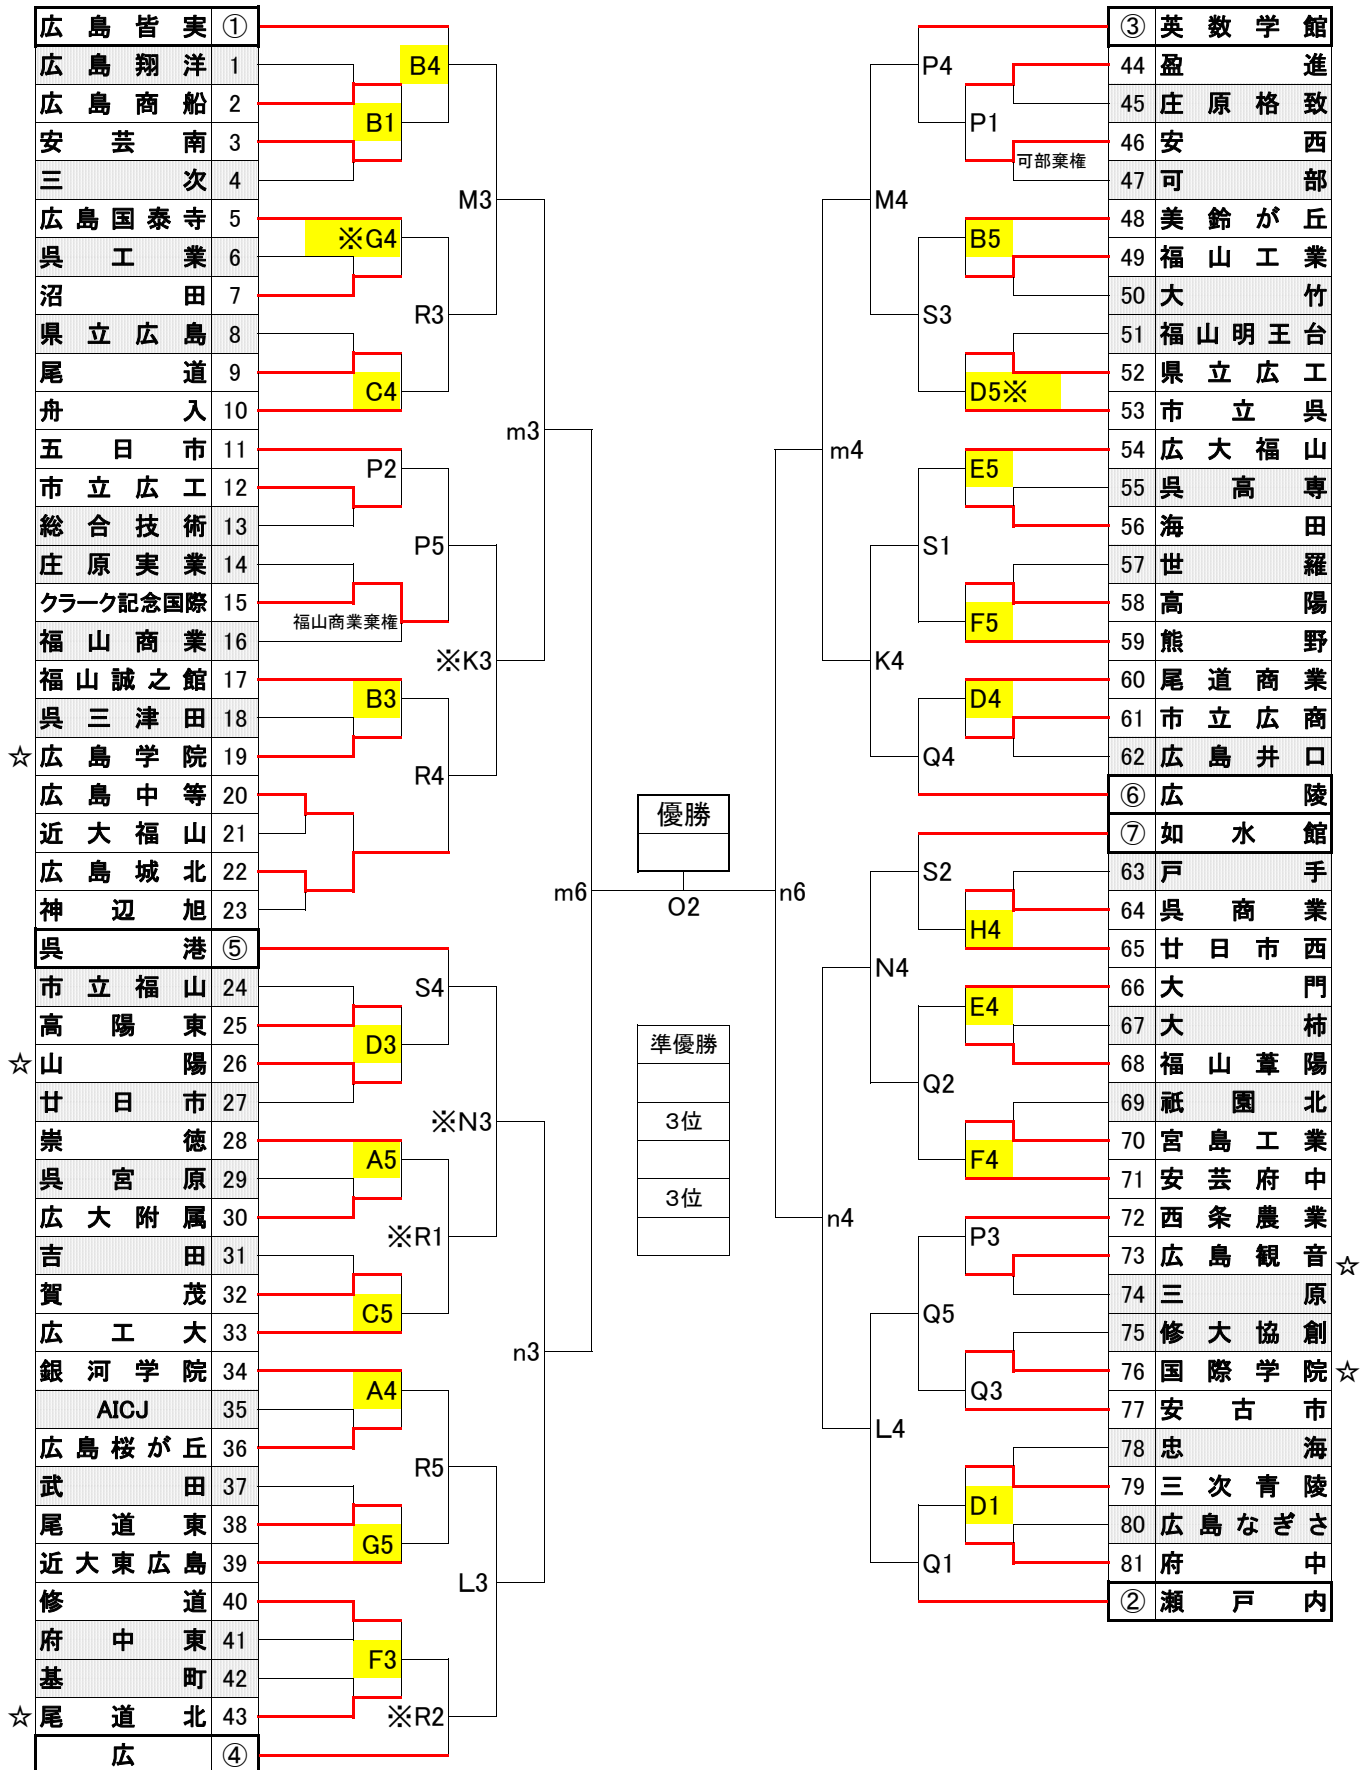 広島皆実 ①
広島翔洋 1
広島商船 2
安芸南 3
三次 4
広島国泰寺 5
呉工業 6
沼田 7
県立広島 8
尾道 9
舟入 10
五日市 11
市立広工 12
総合技術 13
庄原実業 14
クラーク記念国際 15
福山商業 16
福山誠之館 17
呉三津田 18
☆ 広島学院 19
広島中等 20
近大福山 21
広島城北 22
神辺旭 23
呉港 ⑤
市立福山 24
高陽東 25
☆ 山陽 26
廿日市 27
崇徳 28
呉宮原 29
広大附属 30
吉田 31
賀茂 32
広工大 33
銀河学院 34
AICJ 35
広島桜が丘 36
武田 37
尾道東 38
近大東広島 39
修道 40
府中東 41
基町 42
☆ 尾道北 43
広 ④
B4
B1
M3
※G4
R3
C4
m3
P2
P5
福山商業棄権
※K3
B3
R4
m6
S4
D3
※N3
A5
※R1
C5
n3
A4
R5
G5
L3
F3
※R2
優勝
O2
準優勝
3位
3位
P4
P1
可部棄権
M4
B5
S3
D5※
m4
E5
S1
F5
K4
D4
Q4
n6
S2
H4
N4
E4
Q2
F4
n4
P3
Q5
Q3
L4
D1
Q1
③ 英数学館
44 盈進
45 庄原格致
46 安西
47 可部
48 美鈴が丘
49 福山工業
50 大竹
51 福山明王台
52 県立広工
53 市立呉
54 広大福山
55 呉高専
56 海田
57 世羅
58 高陽
59 熊野
60 尾道商業
61 市立広商
62 広島井口
⑥ 広陵
⑦ 如水館
63 戸手
64 呉商業
65 廿日市西
66 大門
67 大柿
68 福山葦陽
69 祇園北
70 宮島工業
71 安芸府中
72 西条農業
73 広島観音 ☆
74 三原
75 修大協創
76 国際学院 ☆
77 安古市
78 忠海
79 三次青陵
80 広島なぎさ
81 府中
② 瀬戸内